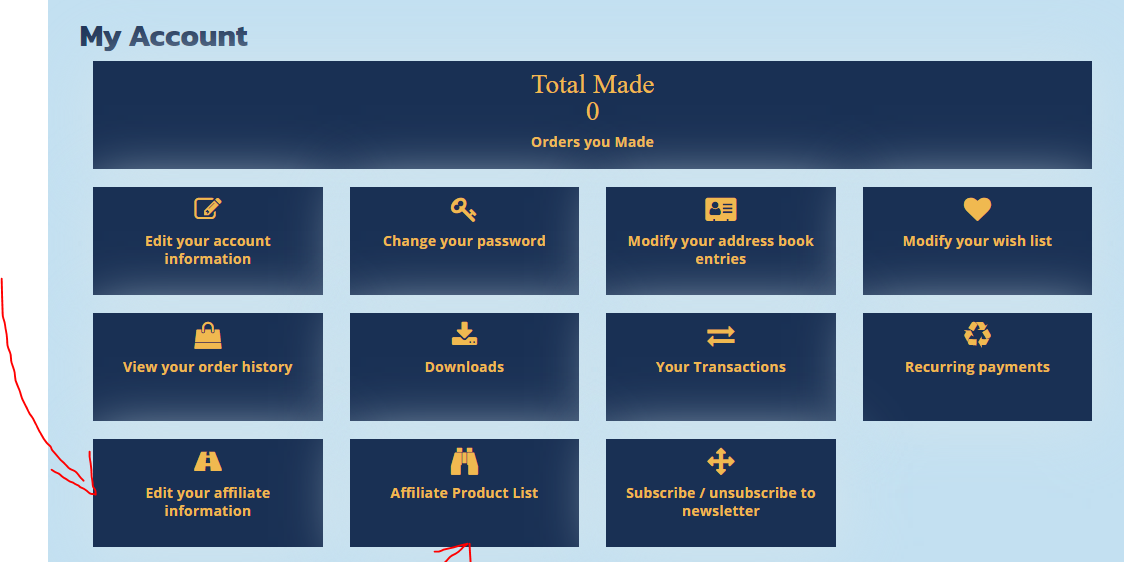 My Account
Total Made
0
Orders you Made
Edit your account
information
Change your password
Modify your address book
entries
Modify your wish list
View your order history
Downloads
Your Transactions
Recurring payments
Edit your affiliate
information
Affiliate Product List
Subscribe / unsubscribe to
newsletter